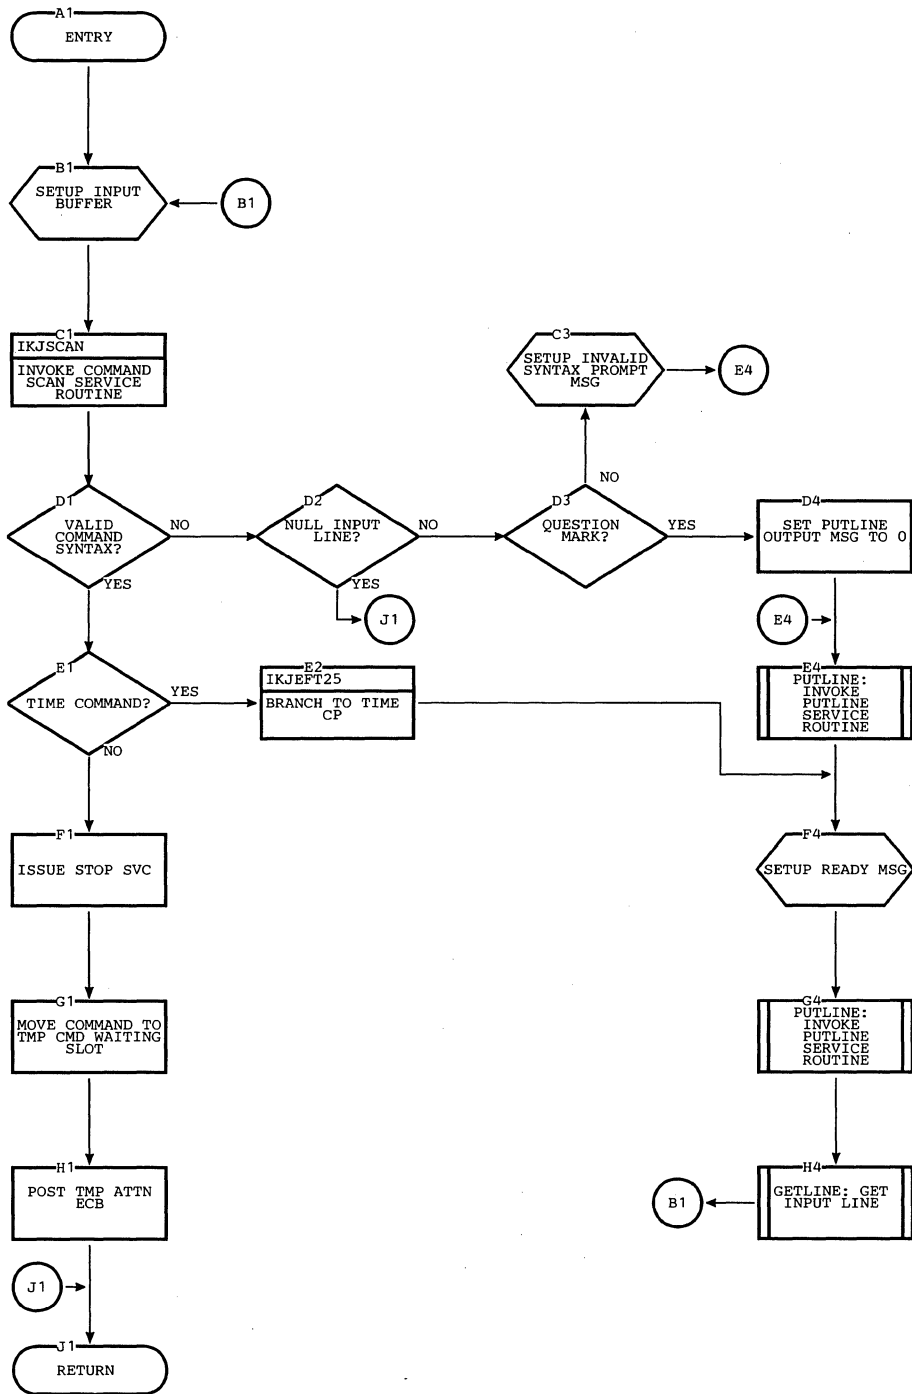 A1
ENTRY
B1
SETUP INPUT
BUFFER
B1
C1
IKJSCAN
INVOKE COMMAND
SCAN SERVICE
ROUTINE
C3
SETUP INVALID
SYNTAX PROMPT
MSG
E4
D1
VALID
COMMAND
SYNTAX?
NO
YES
D2
NULL INPUT
LINE?
NO
YES
J1
D3
QUESTION
MARK?
NO
YES
D4
SET PUTLINE
OUTPUT MSG TO 0
E4
E1
TIME COMMAND?
YES
NO
E2
IKJEFT25
BRANCH TO TIME
CP
E4
PUTLINE:
INVOKE
PUTLINE
SERVICE
ROUTINE
F1
ISSUE STOP SVC
F4
SETUP READY MSG
G1
MOVE COMMAND TO
TMP CMD WAITING
SLOT
G4
PUTLINE:
INVOKE
PUTLINE
SERVICE
ROUTINE
H1
POST TMP ATTN
ECB
B1
H4
GETLINE: GET
INPUT LINE
J1
J1
RETURN